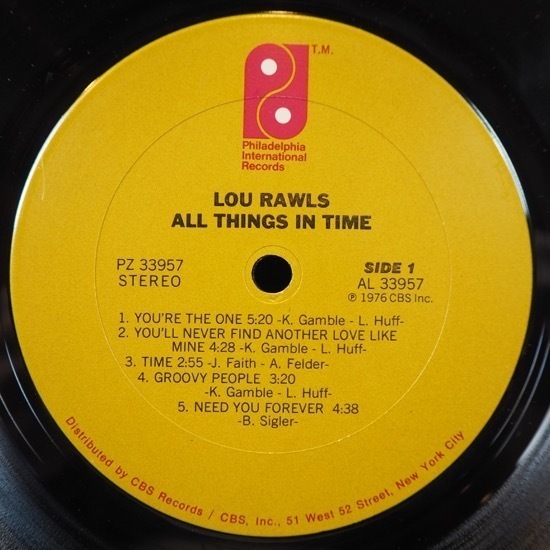 T.M.
Philadelphia
International
Records
LOU RAWLS
ALL THINGS IN TIME
PZ 33957
STEREO
SIDE 1
AL 33957
℗ 1976 CBS Inc.
1. YOU'RE THE ONE 5:20 -K. Gamble - L. Huff-
2. YOU'LL NEVER FIND ANOTHER LOVE LIKE
MINE 4:28 -K. Gamble - L. Huff-
3. TIME 2:55 -J. Faith - A. Felder-
4. GROOVY PEOPLE 3:20
-K. Gamble - L. Huff-
5. NEED YOU FOREVER 4:38
-B. Sigler-
Distributed by CBS Records / CBS, Inc., 51 West 52 Street, New York City